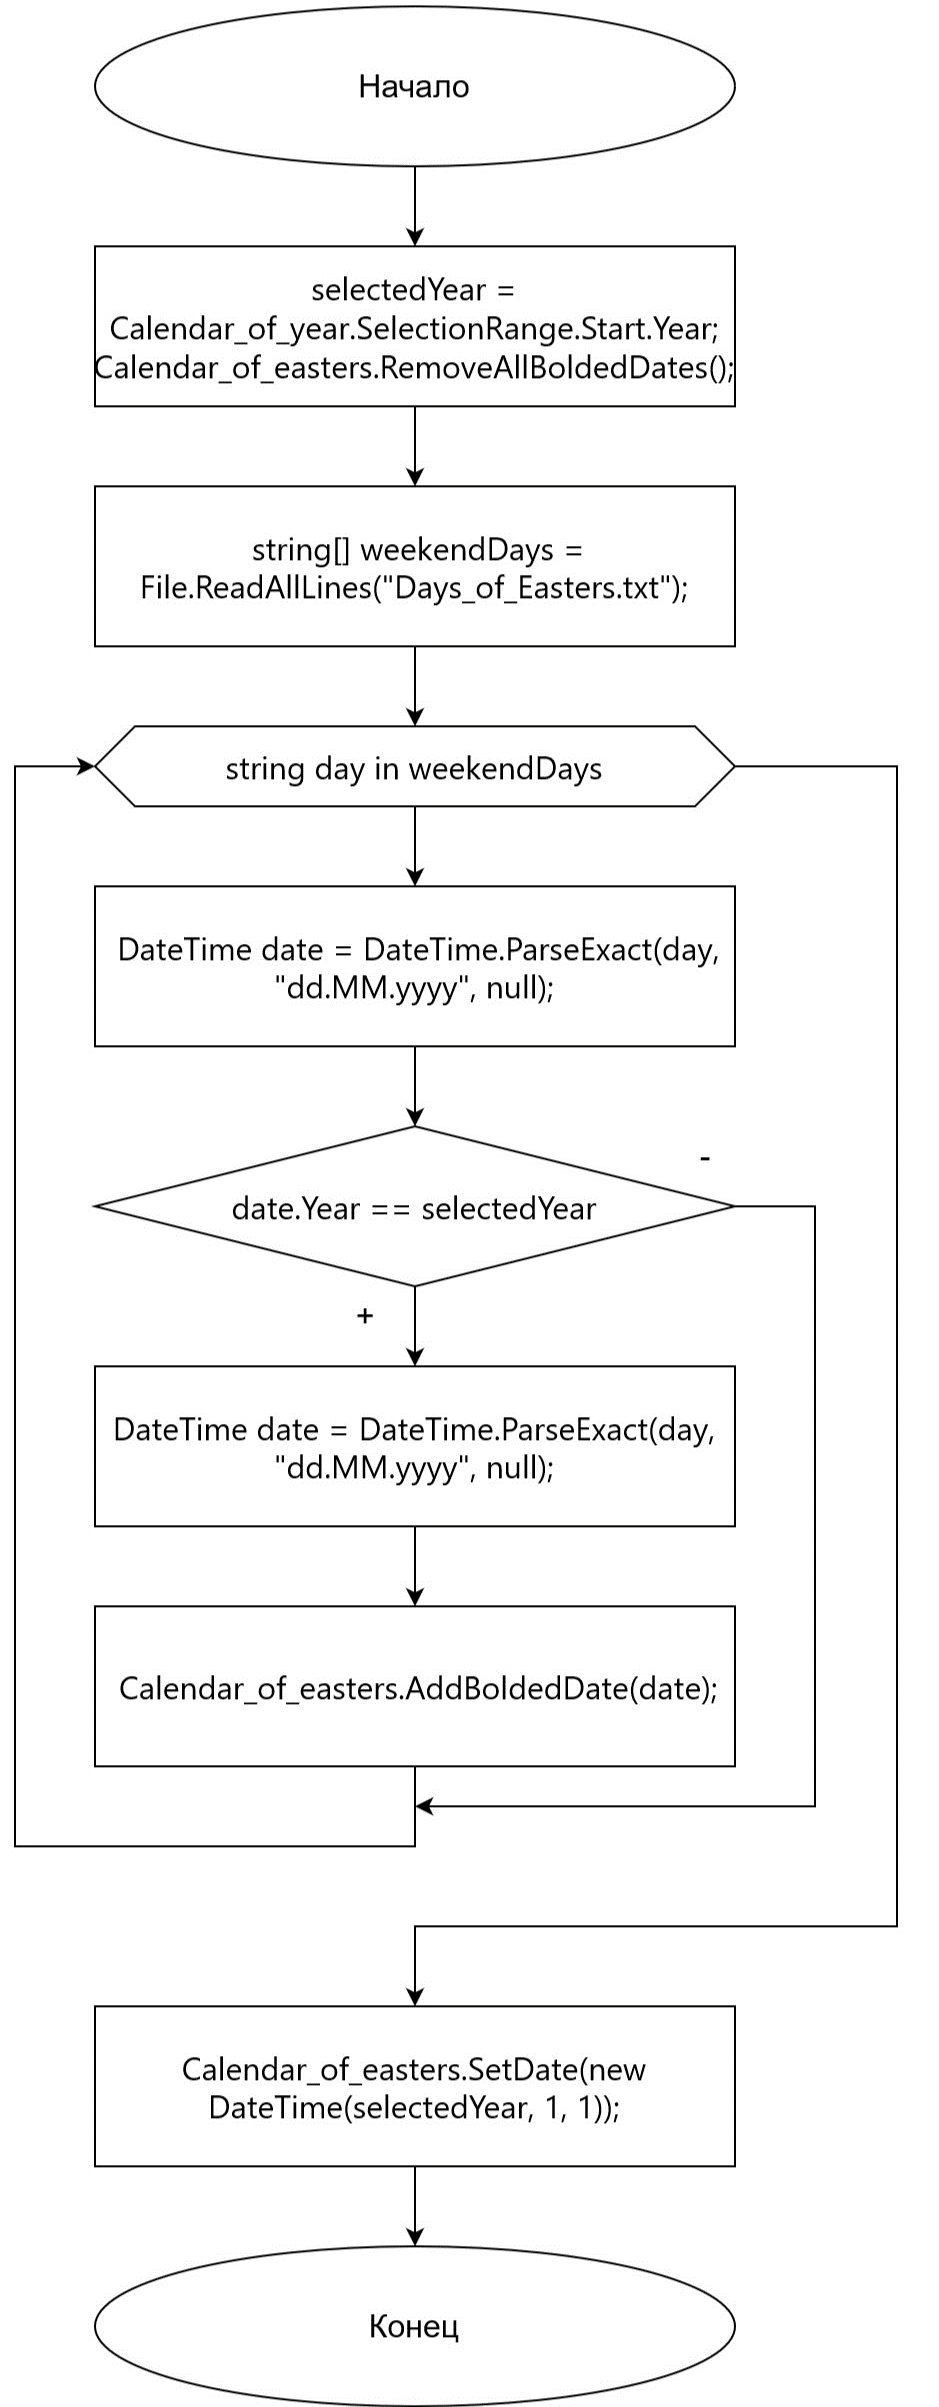 Начало
selectedYear =
Calendar_of_year.SelectionRange.Start.Year;
Calendar_of_easters.RemoveAllBoldedDates();
string[] weekendDays =
File.ReadAllLines("Days_of_Easters.txt");
string day in weekendDays
DateTime date = DateTime.ParseExact(day,
"dd.MM.yyyy", null);
-
date.Year == selectedYear
+
DateTime date = DateTime.ParseExact(day,
"dd.MM.yyyy", null);
Calendar_of_easters.AddBoldedDate(date);
Calendar_of_easters.SetDate(new
DateTime(selectedYear, 1, 1));
Конец